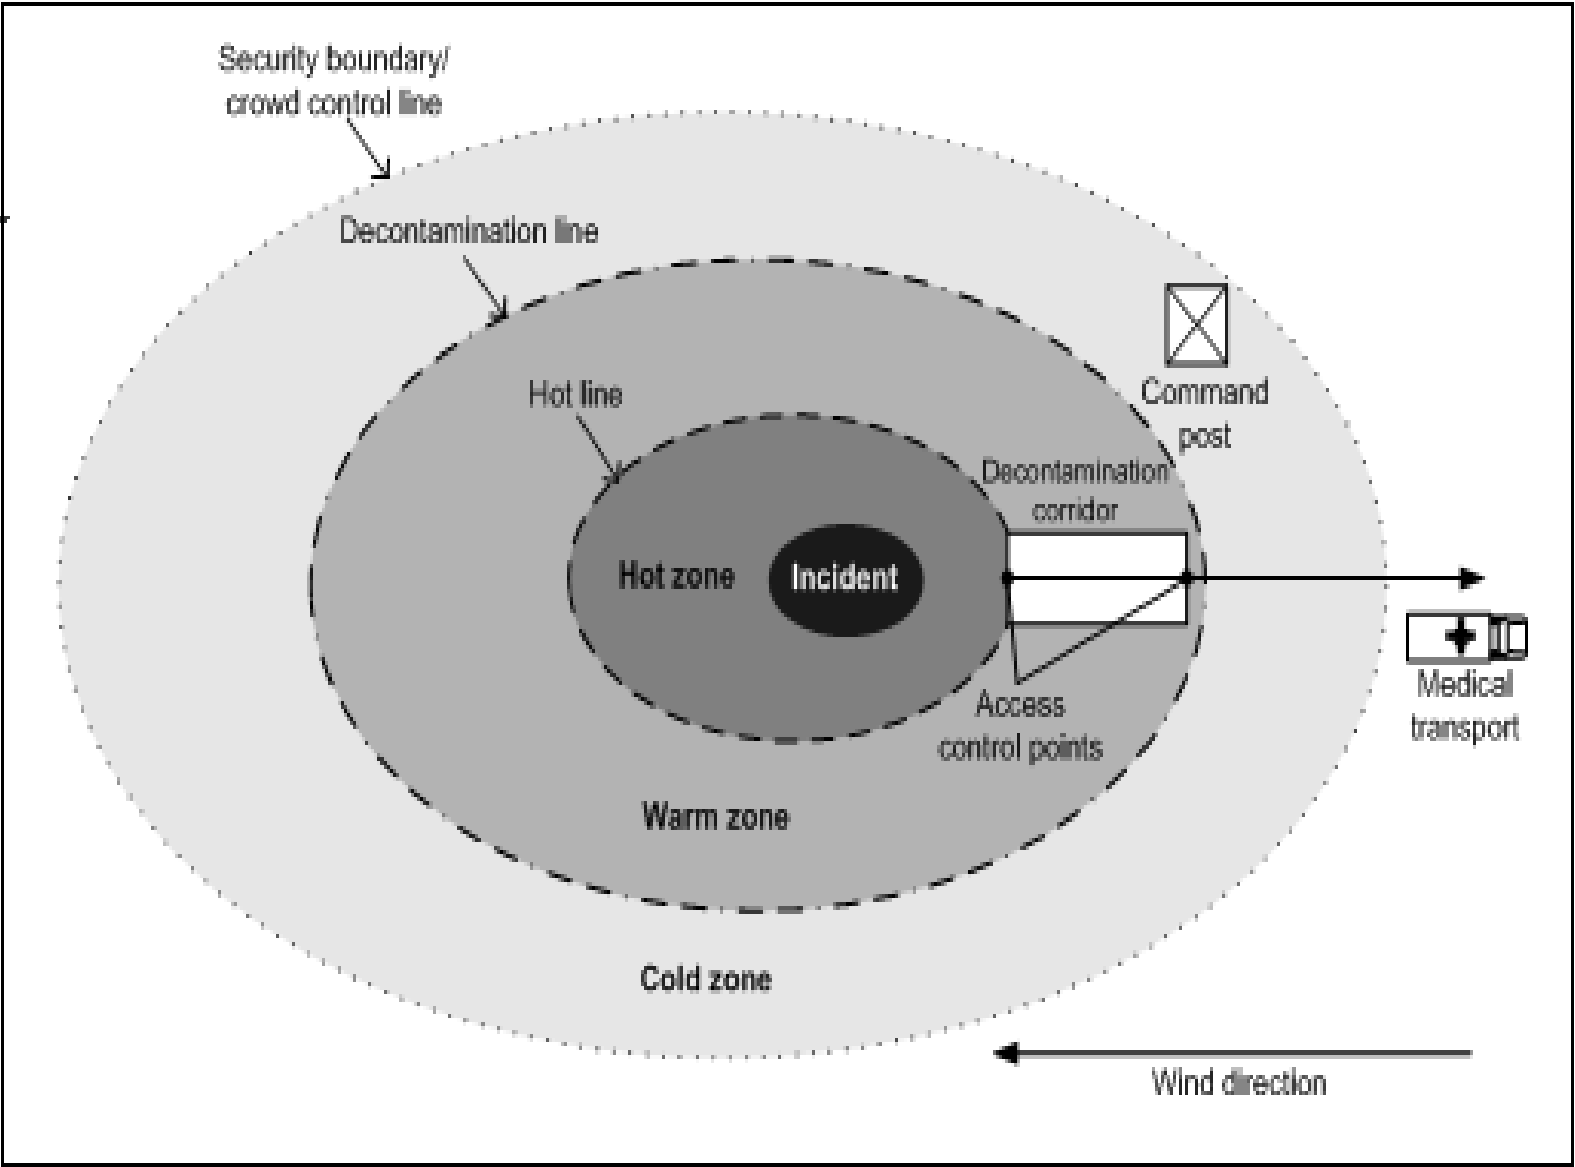 Security boundary/
crowd control line
Decontamination line
Hot line
Command
post
Decontamination
corridor
Hot zone
Incident
Medical
transport
Access
control points
Warm zone
Cold zone
Wind direction